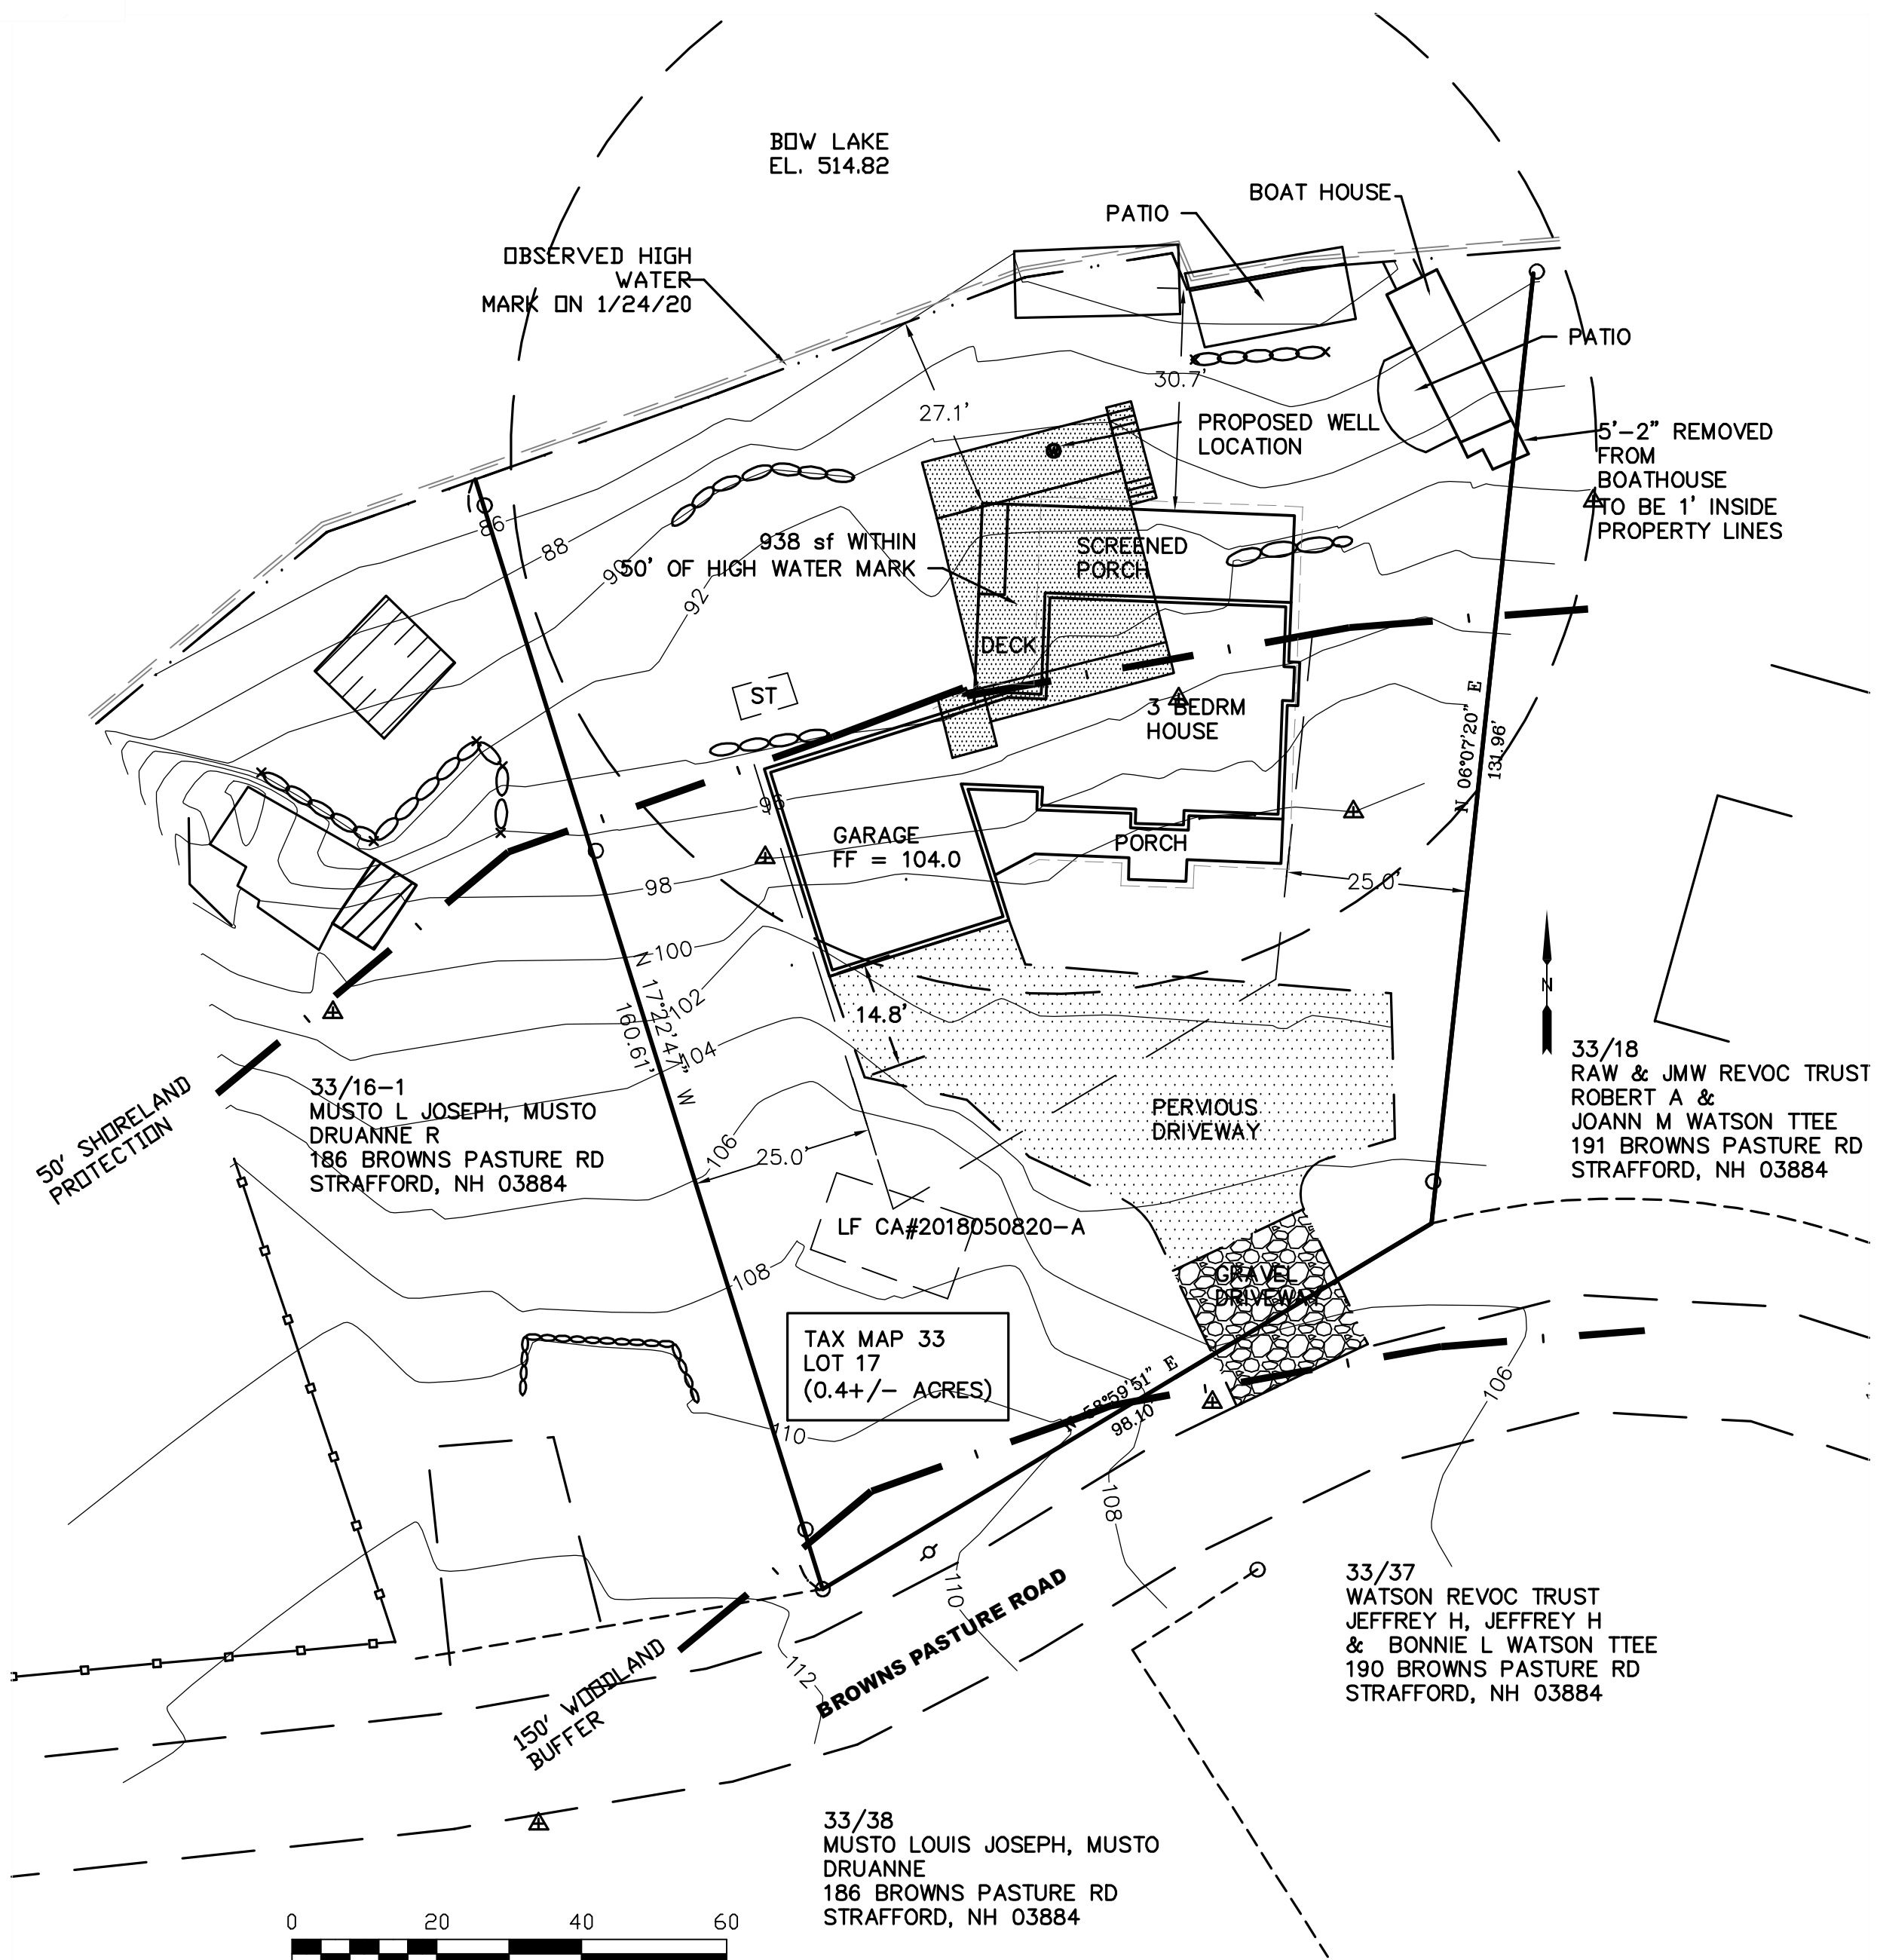 BOW LAKE
EL. 514.82
BOAT HOUSE
PATIO
OBSERVED HIGH
WATER
MARK ON 1/24/20
PATIO
30.7'
27.1'
PROPOSED WELL
LOCATION
5'-2" REMOVED
FROM
BOATHOUSE
TO BE 1' INSIDE
PROPERTY LINES
86
88
90
92
938 sf WITHIN
50' OF HIGH WATER MARK
SCREENED
PORCH
DECK
ST
3 BEDRM
HOUSE
N 06°07'20" E
131.96'
96
GARAGE
FF = 104.0
PORCH
25.0'
98
100
102
104
N 17°22'47" W
160.61'
14.8'
N
33/18
RAW & JMW REVOC TRUST
ROBERT A &
JOANN M WATSON TTEE
191 BROWNS PASTURE RD
STRAFFORD, NH 03884
50' SHORELAND
PROTECTION
33/16-1
MUSTO L JOSEPH, MUSTO
DRUANNE R
186 BROWNS PASTURE RD
STRAFFORD, NH 03884
PERVIOUS
DRIVEWAY
106
25.0'
LF CA#2018050820-A
108
GRAVEL
DRIVEWAY
TAX MAP 33
LOT 17
(0.4+/- ACRES)
N 58°59'51" E
98.10'
106
110
108
110
112
BROWNS PASTURE ROAD
150' WOODLAND
BUFFER
33/37
WATSON REVOC TRUST
JEFFREY H, JEFFREY H
& BONNIE L WATSON TTEE
190 BROWNS PASTURE RD
STRAFFORD, NH 03884
33/38
MUSTO LOUIS JOSEPH, MUSTO
DRUANNE
186 BROWNS PASTURE RD
STRAFFORD, NH 03884
0 20 40 60